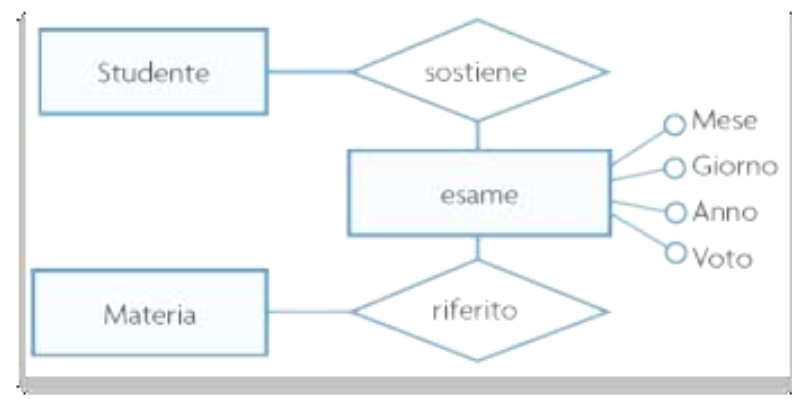 Studente
sostiene
Mese
Giorno
esame
Anno
Voto
Materia
riferito